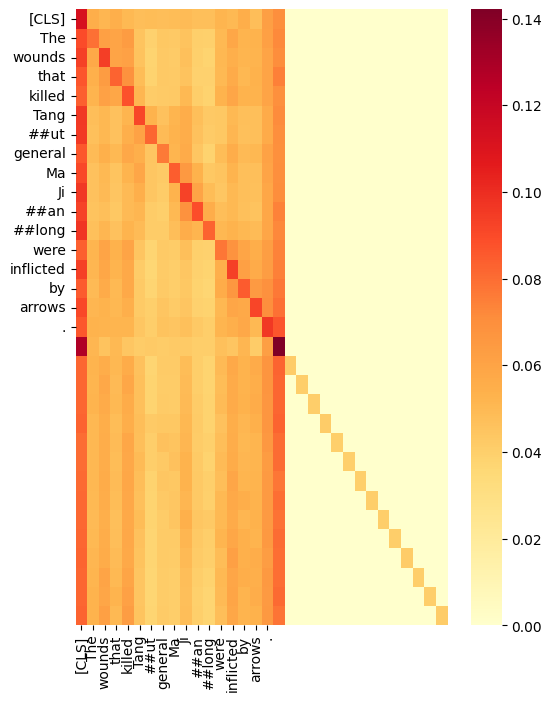 [CLS]
The
wounds
that
killed
Tang
##ut
general
Ma
Ji
##an
##long
were
inflicted
by
arrows
.
[CLS] The wounds that killed Tang ##ut general Ma Ji ##an ##long were inflicted by arrows .
0.14
0.12
0.10
0.08
0.06
0.04
0.02
0.00